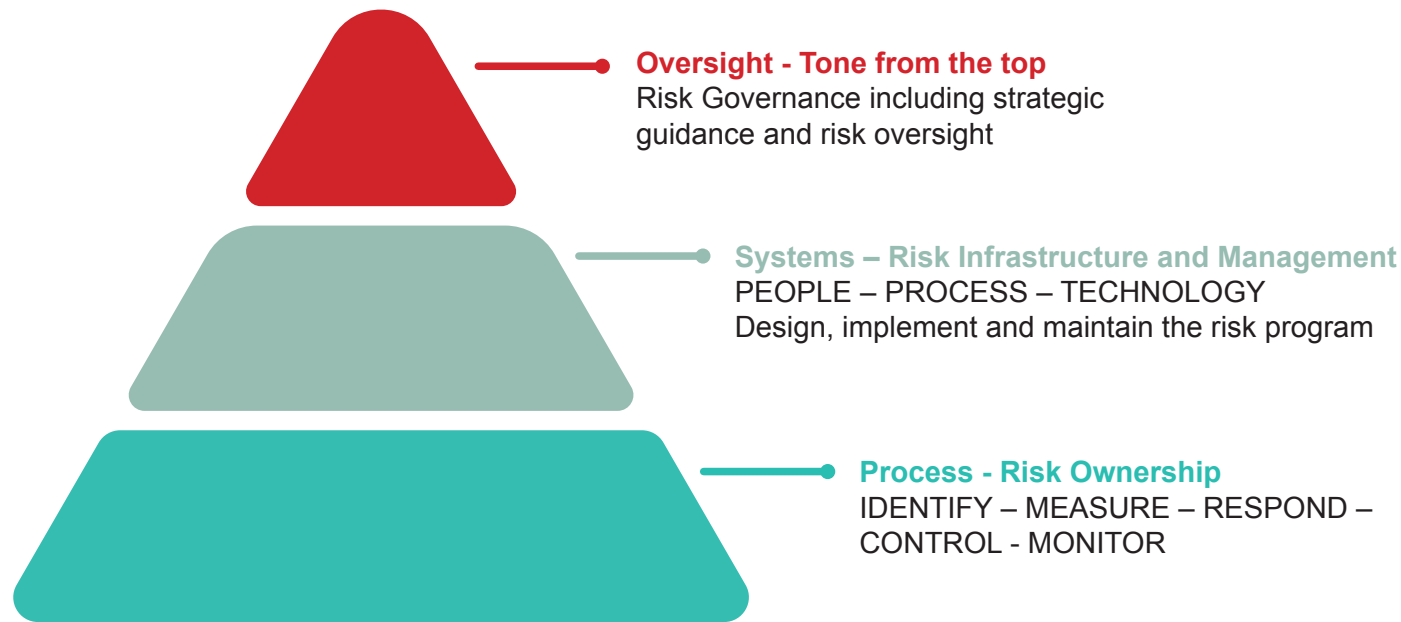 Oversight - Tone from the top
Risk Governance including strategic
guidance and risk oversight
Systems – Risk Infrastructure and Management
PEOPLE – PROCESS – TECHNOLOGY
Design, implement and maintain the risk program
Process - Risk Ownership
IDENTIFY – MEASURE – RESPOND –
CONTROL - MONITOR